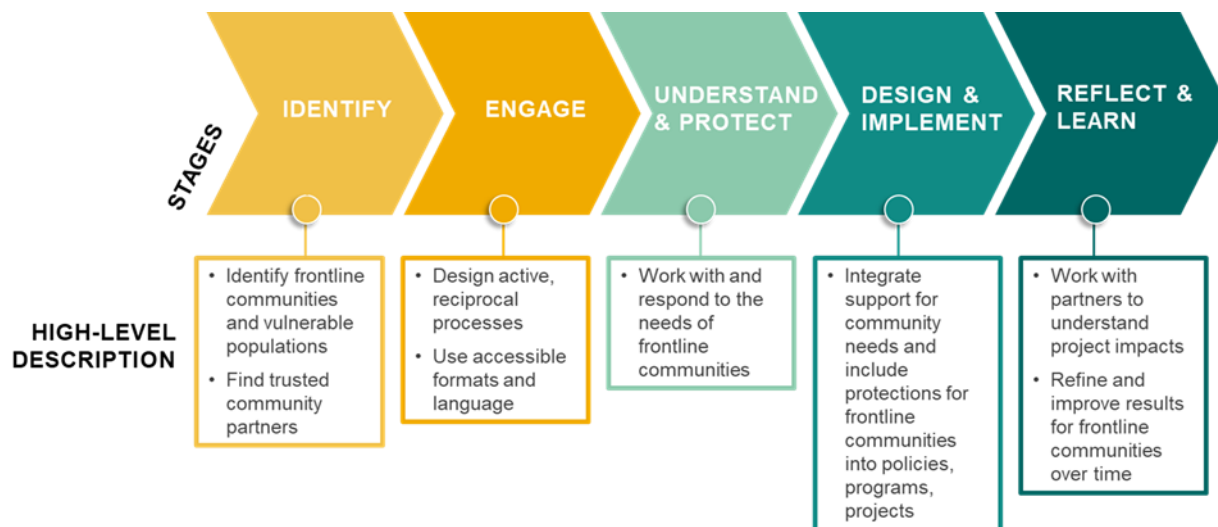 STAGES
IDENTIFY
ENGAGE
UNDERSTAND
& PROTECT
DESIGN &
IMPLEMENT
REFLECT &
LEARN
HIGH-LEVEL
DESCRIPTION
• Identify frontline
communities
and vulnerable
populations
• Find trusted
community
partners
• Design active,
reciprocal
processes
• Use accessible
formats and
language
• Work with and
respond to the
needs of
frontline
communities
• Integrate
support for
community
needs and
include
protections for
frontline
communities
into policies,
programs,
projects
• Work with
partners to
understand
project impacts
• Refine and
improve results
for frontline
communities
over time